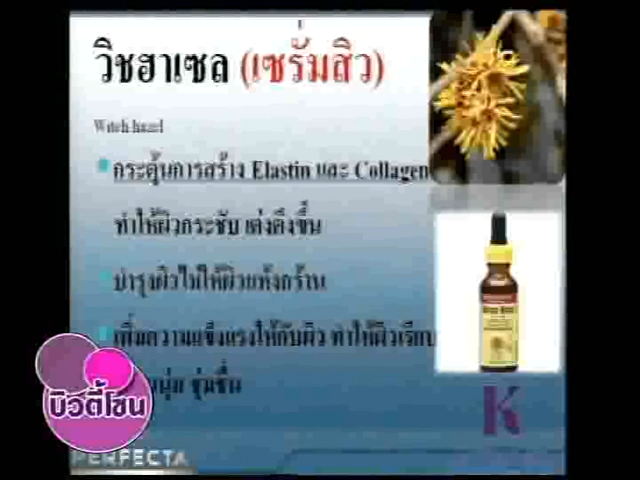 วิชฮาเซล (เซรั่มสิว)
Witch hazel
กระตุ้นการสร้าง Elastin และ Collagen
ทำให้ผิวกระชับ เต่งตึงขึ้น
บำรุงผิวไม่ให้ผิวแห้งกร้าน
เพิ่มความแข็งแรงให้กับผิว ทำให้ผิวเรียบ
นุ่ม ชุ่มชื้น
บิวตี้โซน
K
PERFECTA